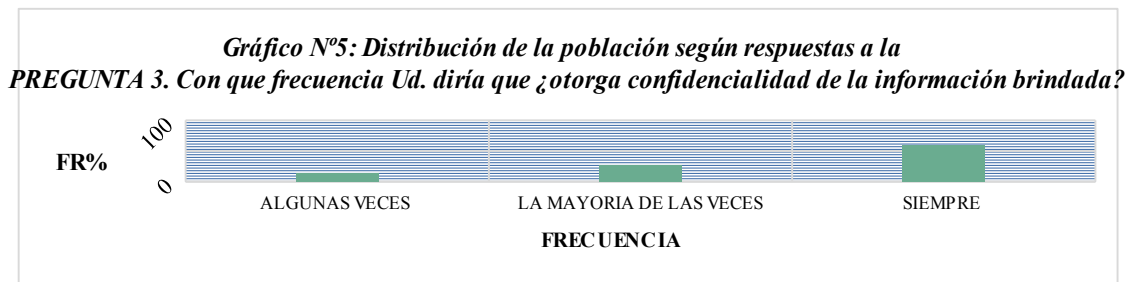 Gráfico Nº5: Distribución de la población según respuestas a la
PREGUNTA 3. Con que frecuencia Ud. diría que ¿otorga confidencialidad de la información brindada?
100
FR%
0
ALGUNAS VECES LA MAYORIA DE LAS VECES SIEMPRE
FRECUENCIA